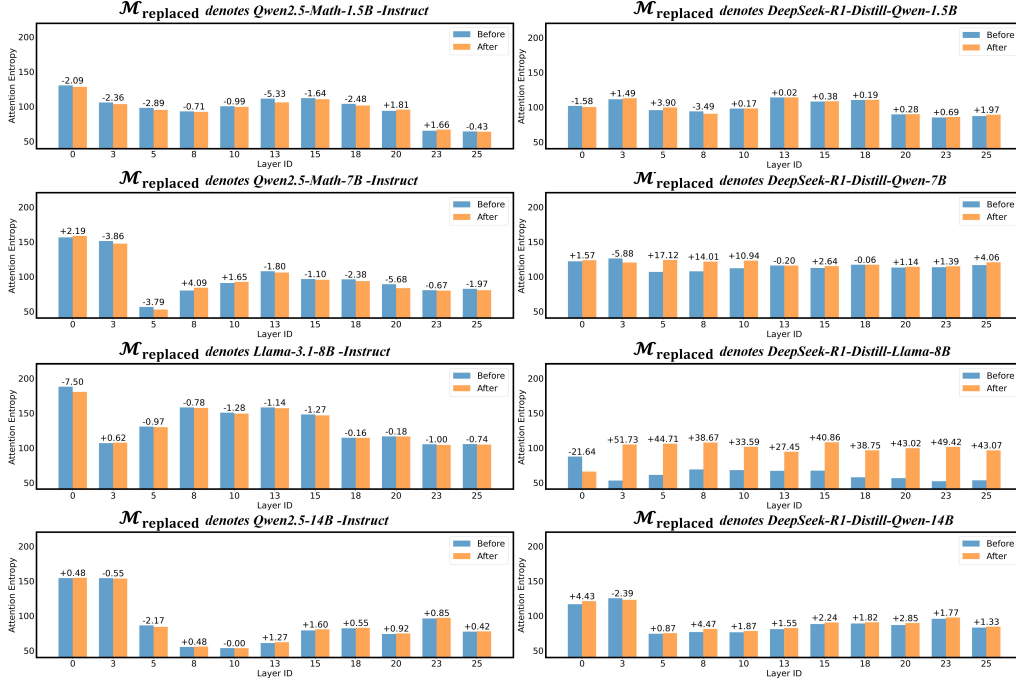 𝓜replaced denotes Qwen2.5-Math-1.5B -Instruct
Attention Entropy
200
150
100
50
Before
After
-2.09 -2.36 -2.89 -0.71 -0.99 -5.33 -1.64 -2.48 +1.81 +1.66 -0.43
0 3 5 8 10 13 15 18 20 23 25
Layer ID
𝓜replaced denotes DeepSeek-R1-Distill-Qwen-1.5B
Attention Entropy
200
150
100
50
Before
After
-1.58 +1.49 +3.90 -3.49 +0.17 +0.02 +0.38 +0.19 +0.28 +0.69 +1.97
0 3 5 8 10 13 15 18 20 23 25
Layer ID
𝓜replaced denotes Qwen2.5-Math-7B -Instruct
Attention Entropy
200
150
100
50
Before
After
+2.19 -3.86 -3.79 +4.09 +1.65 -1.80 -1.10 -2.38 -5.68 -0.67 -1.97
0 3 5 8 10 13 15 18 20 23 25
Layer ID
𝓜replaced denotes DeepSeek-R1-Distill-Qwen-7B
Attention Entropy
200
150
100
50
Before
After
+1.57 -5.88 +17.12 +14.01 +10.94 -0.20 +2.64 -0.06 +1.14 +1.39 +4.06
0 3 5 8 10 13 15 18 20 23 25
Layer ID
𝓜replaced denotes Llama-3.1-8B -Instruct
Attention Entropy
200
150
100
50
Before
After
-7.50 +0.62 -0.97 -0.78 -1.28 -1.14 -1.27 -0.16 -0.18 -1.00 -0.74
0 3 5 8 10 13 15 18 20 23 25
Layer ID
𝓜replaced denotes DeepSeek-R1-Distill-Llama-8B
Attention Entropy
200
150
100
50
Before
After
-21.64 +51.73 +44.71 +38.67 +33.59 +27.45 +40.86 +38.75 +43.02 +49.42 +43.07
0 3 5 8 10 13 15 18 20 23 25
Layer ID
𝓜replaced denotes Qwen2.5-14B -Instruct
Attention Entropy
200
150
100
50
Before
After
+0.48 -0.55 -2.17 +0.48 -0.00 +1.27 +1.60 +0.55 +0.92 +0.85 +0.42
0 3 5 8 10 13 15 18 20 23 25
Layer ID
𝓜replaced denotes DeepSeek-R1-Distill-Qwen-14B
Attention Entropy
200
150
100
50
Before
After
+4.43 -2.39 +0.87 +4.47 +1.87 +1.55 +2.24 +1.82 +2.85 +1.77 +1.33
0 3 5 8 10 13 15 18 20 23 25
Layer ID